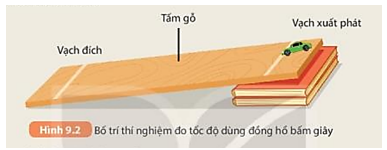 Tấm gỗ
Vạch xuất phát
Vạch đích
Hình 9.2 Bố trí thí nghiệm đo tốc độ dùng đồng hồ bấm giây